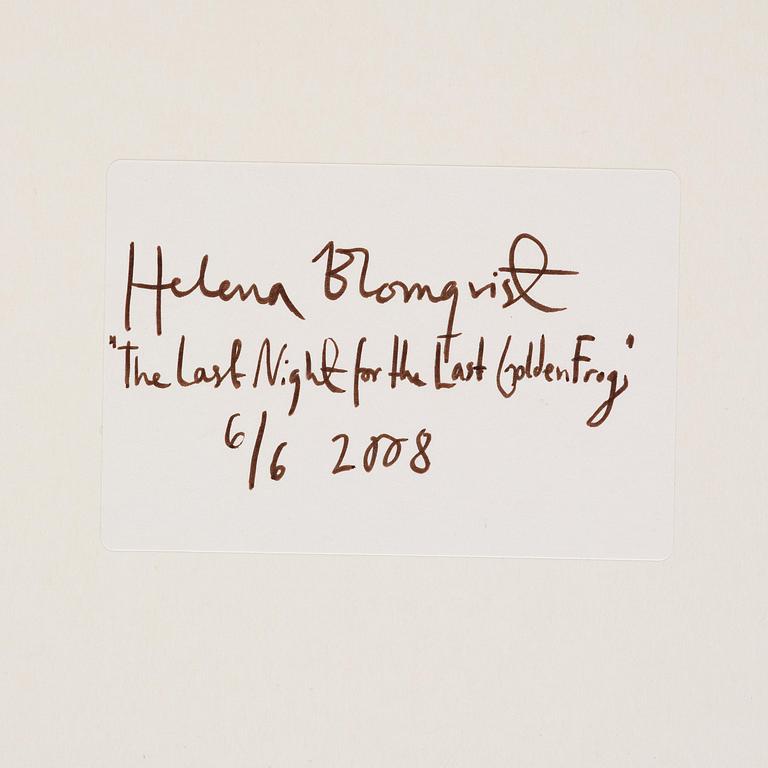 Helena Blomqvist
"The Last Night for the Last Golden Frog"
6/6 2008